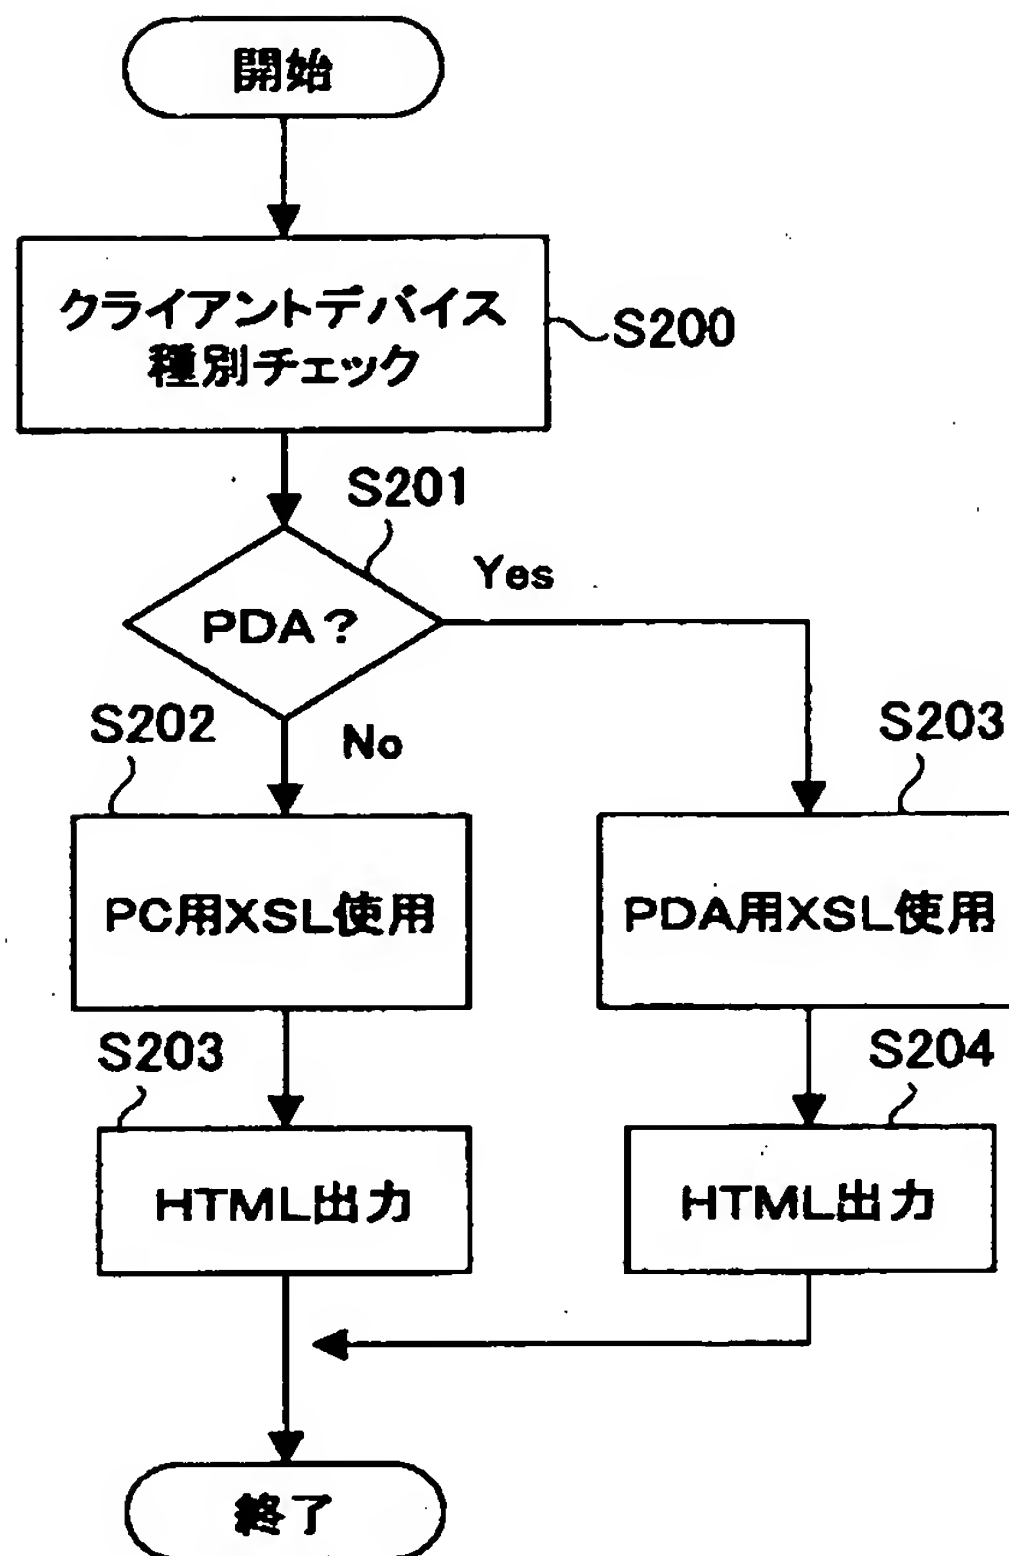 開始
クライアントデバイス
種別チェック
S200
S201
PDA？
Yes
No
S202
PC用XSL使用
S203
PDA用XSL使用
S203
HTML出力
S204
HTML出力
終了